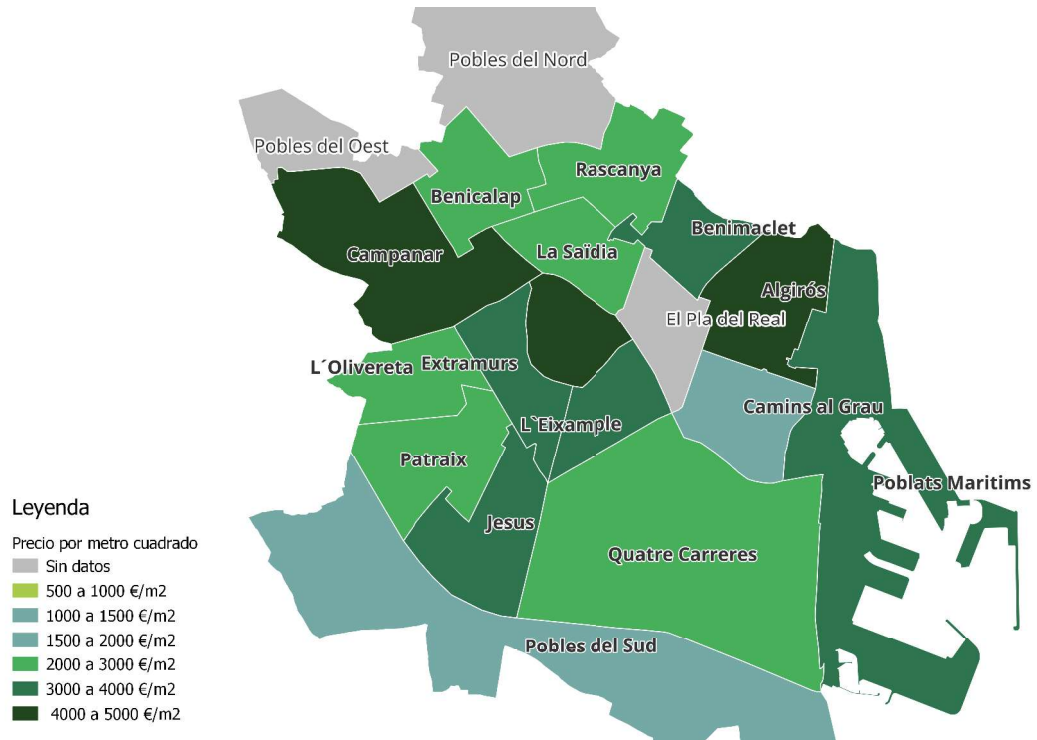 Pobles del Nord
Pobles del Oest
Rascanya
Benicalap
Benimaclet
La Saïdia
Campanar
Algirós
El Pla del Real
Extramurs
L´Olivereta
Camins al Grau
L`Eixample
Patraix
Poblats Maritims
Jesus
Quatre Carreres
Pobles del Sud
Leyenda
Precio por metro cuadrado
Sin datos
500 a 1000 €/m2
1000 a 1500 €/m2
1500 a 2000 €/m2
2000 a 3000 €/m2
3000 a 4000 €/m2
4000 a 5000 €/m2